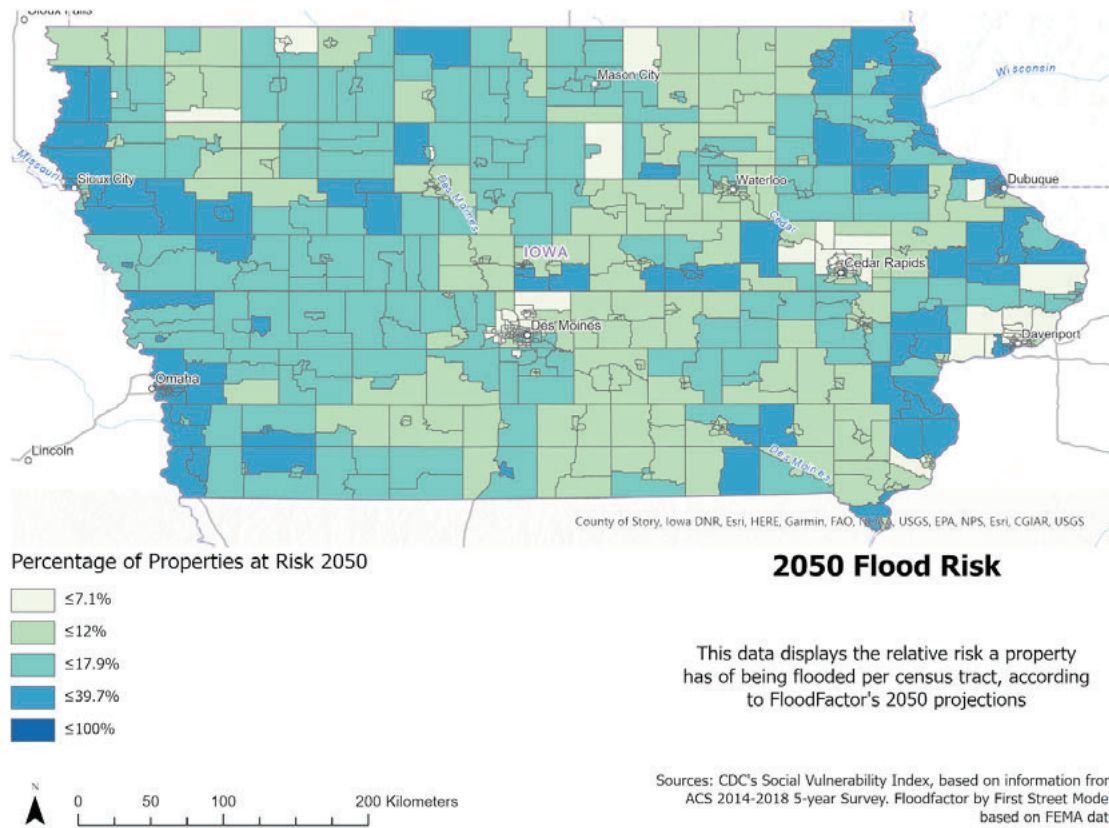 Sioux Falls
Mason City
Wisconsin
Missouri
Sioux City
Des Moines
Waterloo
Dubuque
Cedar
IOWA
Cedar Rapids
Des Moines
Davenport
Omaha
Lincoln
Des Moines
County of Story, Iowa DNR, Esri, HERE, Garmin, FAO, USGS, EPA, NPS, Esri, CGIAR, USGS
Percentage of Properties at Risk 2050
≤7.1%
≤12%
≤17.9%
≤39.7%
≤100%
2050 Flood Risk
This data displays the relative risk a property
has of being flooded per census tract, according
to FloodFactor's 2050 projections
N
0 50 100 200 Kilometers
Sources: CDC's Social Vulnerability Index, based on information from
ACS 2014-2018 5-year Survey. Floodfactor by First Street Mode
based on FEMA dat